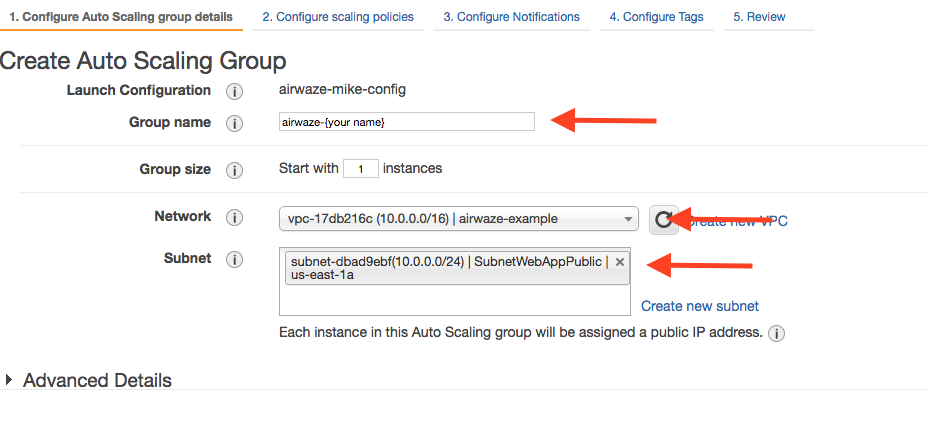 1. Configure Auto Scaling group details 2. Configure scaling policies 3. Configure Notifications 4. Configure Tags 5. Review
Create Auto Scaling Group
Launch Configuration i airwaze-mike-config
Group name i airwaze-{your name}
Group size i Start with 1 instances
Network i vpc-17db216c (10.0.0.0/16) | airwaze-example Create new VPC
Subnet i subnet-dbad9ebf(10.0.0.0/24) | SubnetWebAppPublic | ×
us-east-1a
Create new subnet
Each instance in this Auto Scaling group will be assigned a public IP address. i
Advanced Details